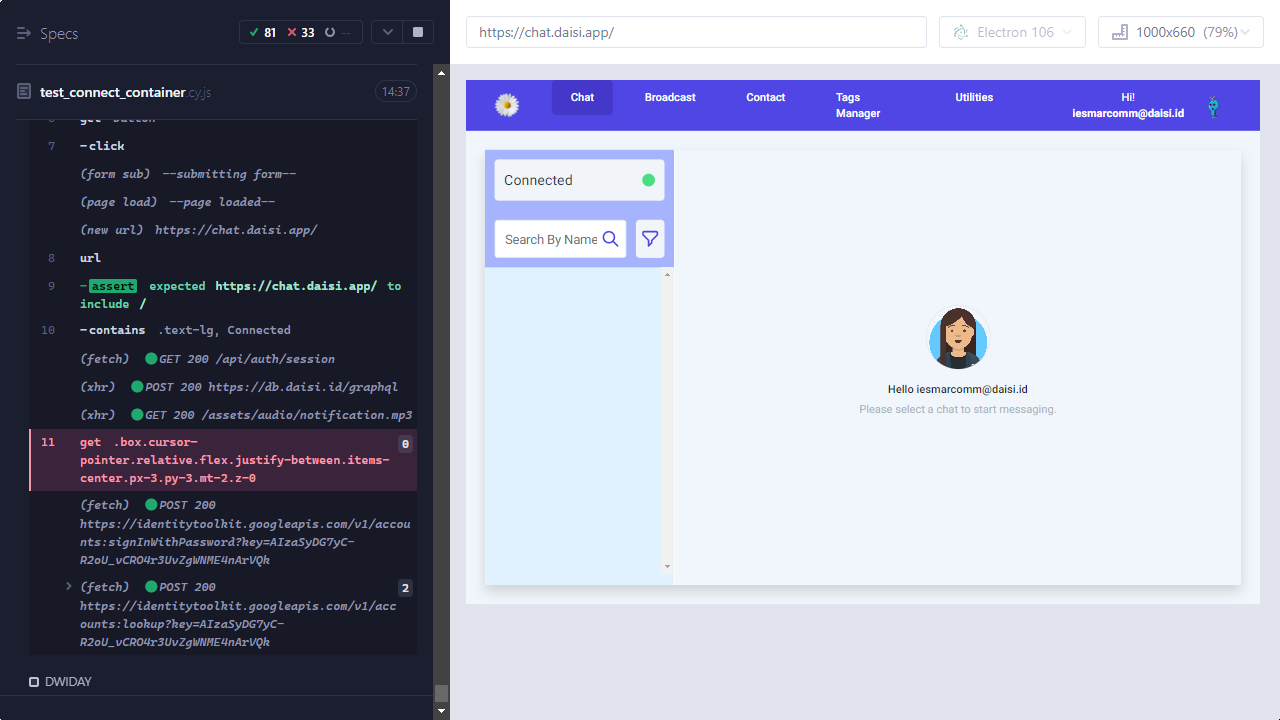 Specs
81 33 --
https://chat.daisi.app/
Electron 106
1000x660 (79%)
test_connect_container.cy.js 14:37
6 get button
7 -click
(form sub) --submitting form--
(page load) --page loaded--
(new url) https://chat.daisi.app/
8 url
9 -assert expected https://chat.daisi.app/ to
include /
10 -contains .text-lg, Connected
(fetch) GET 200 /api/auth/session
(xhr) POST 200 https://db.daisi.id/graphql
(xhr) GET 200 /assets/audio/notification.mp3
11 get .box.cursor- 0
pointer.relative.flex.justify-between.items-
center.px-3.py-3.mt-2.z-0
(fetch) POST 200
https://identitytoolkit.googleapis.com/v1/accou
nts:signInWithPassword?key=AIzaSyDG7yC-
R2oU_vCRO4r3UvZgWNME4nArVQk
(fetch) POST 200 2
https://identitytoolkit.googleapis.com/v1/acc
ounts:lookup?key=AIzaSyDG7yC-
R2oU_vCRO4r3UvZgWNME4nArVQk
DWIDAY
Chat
Broadcast
Contact
Tags
Manager
Utilities
Hi!
iesmarcomm@daisi.id
Connected
Search By Name
Hello iesmarcomm@daisi.id
Please select a chat to start messaging.